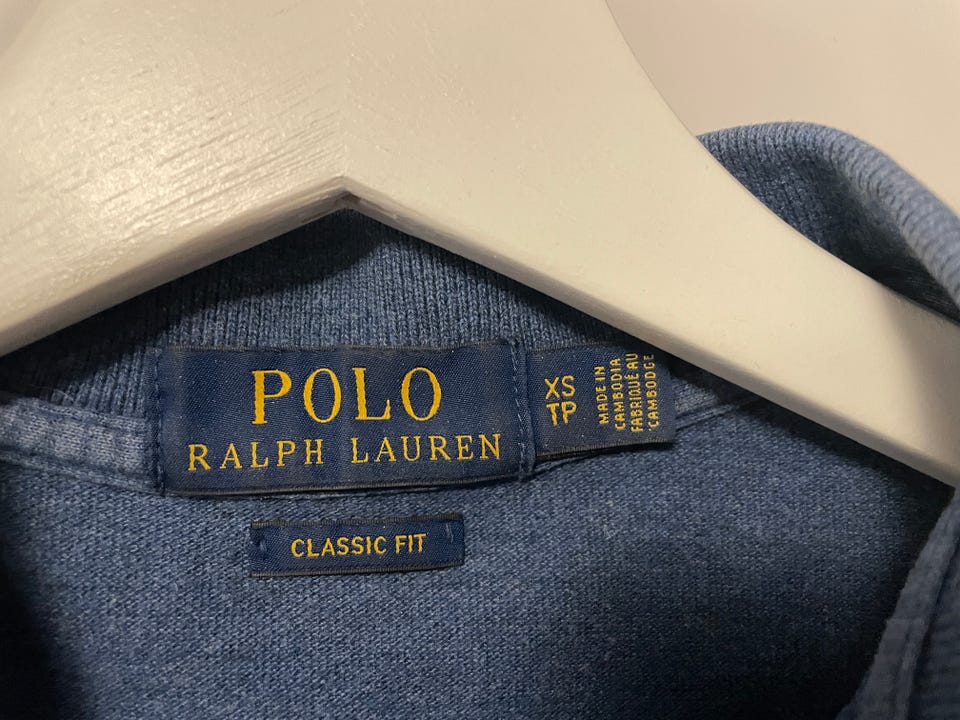 POLO
RALPH LAUREN
XS
TP
MADE IN
CAMBODIA
FABRIQUÉ AU
CAMBODGE
CLASSIC FIT